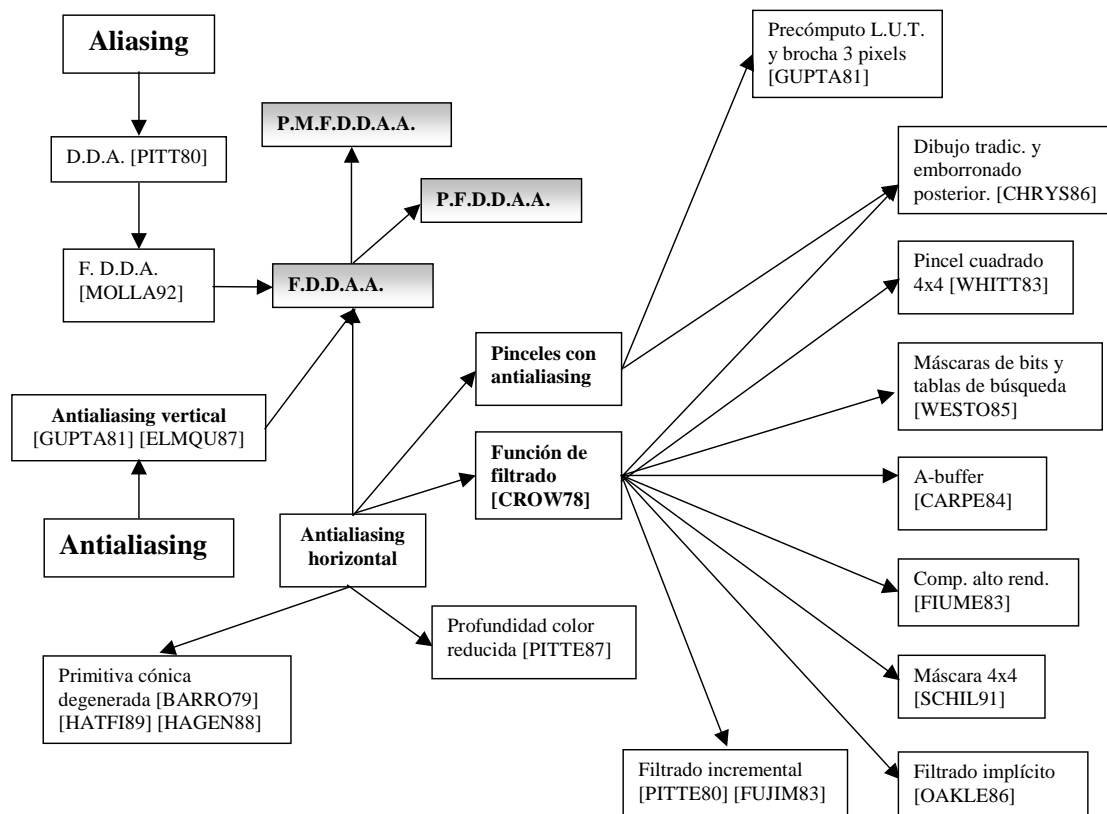 Aliasing
Precómputo L.U.T.
y brocha 3 pixels
[GUPTA81]
P.M.F.D.D.A.A.
D.D.A. [PITT80]
Dibujo tradic. y
emborronado
posterior. [CHRYS86]
P.F.D.D.A.A.
F. D.D.A.
[MOLLA92]
F.D.D.A.A.
Pincel cuadrado
4x4 [WHITT83]
Pinceles con
antialiasing
Máscaras de bits y
tablas de búsqueda
[WESTO85]
Antialiasing vertical
[GUPTA81] [ELMQU87]
Función de
filtrado
[CROW78]
A-buffer
[CARPE84]
Antialiasing
Antialiasing
horizontal
Comp. alto rend.
[FIUME83]
Profundidad color
reducida [PITTE87]
Primitiva cónica
degenerada [BARRO79]
[HATFI89] [HAGEN88]
Máscara 4x4
[SCHIL91]
Filtrado incremental
[PITTE80] [FUJIM83]
Filtrado implícito
[OAKLE86]